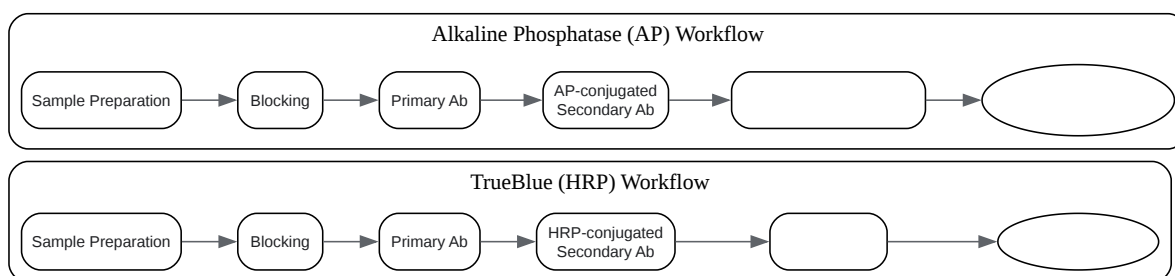 Alkaline Phosphatase (AP) Workflow
Sample Preparation
Blocking
Primary Ab
AP-conjugated
Secondary Ab
TrueBlue (HRP) Workflow
Sample Preparation
Blocking
Primary Ab
HRP-conjugated
Secondary Ab